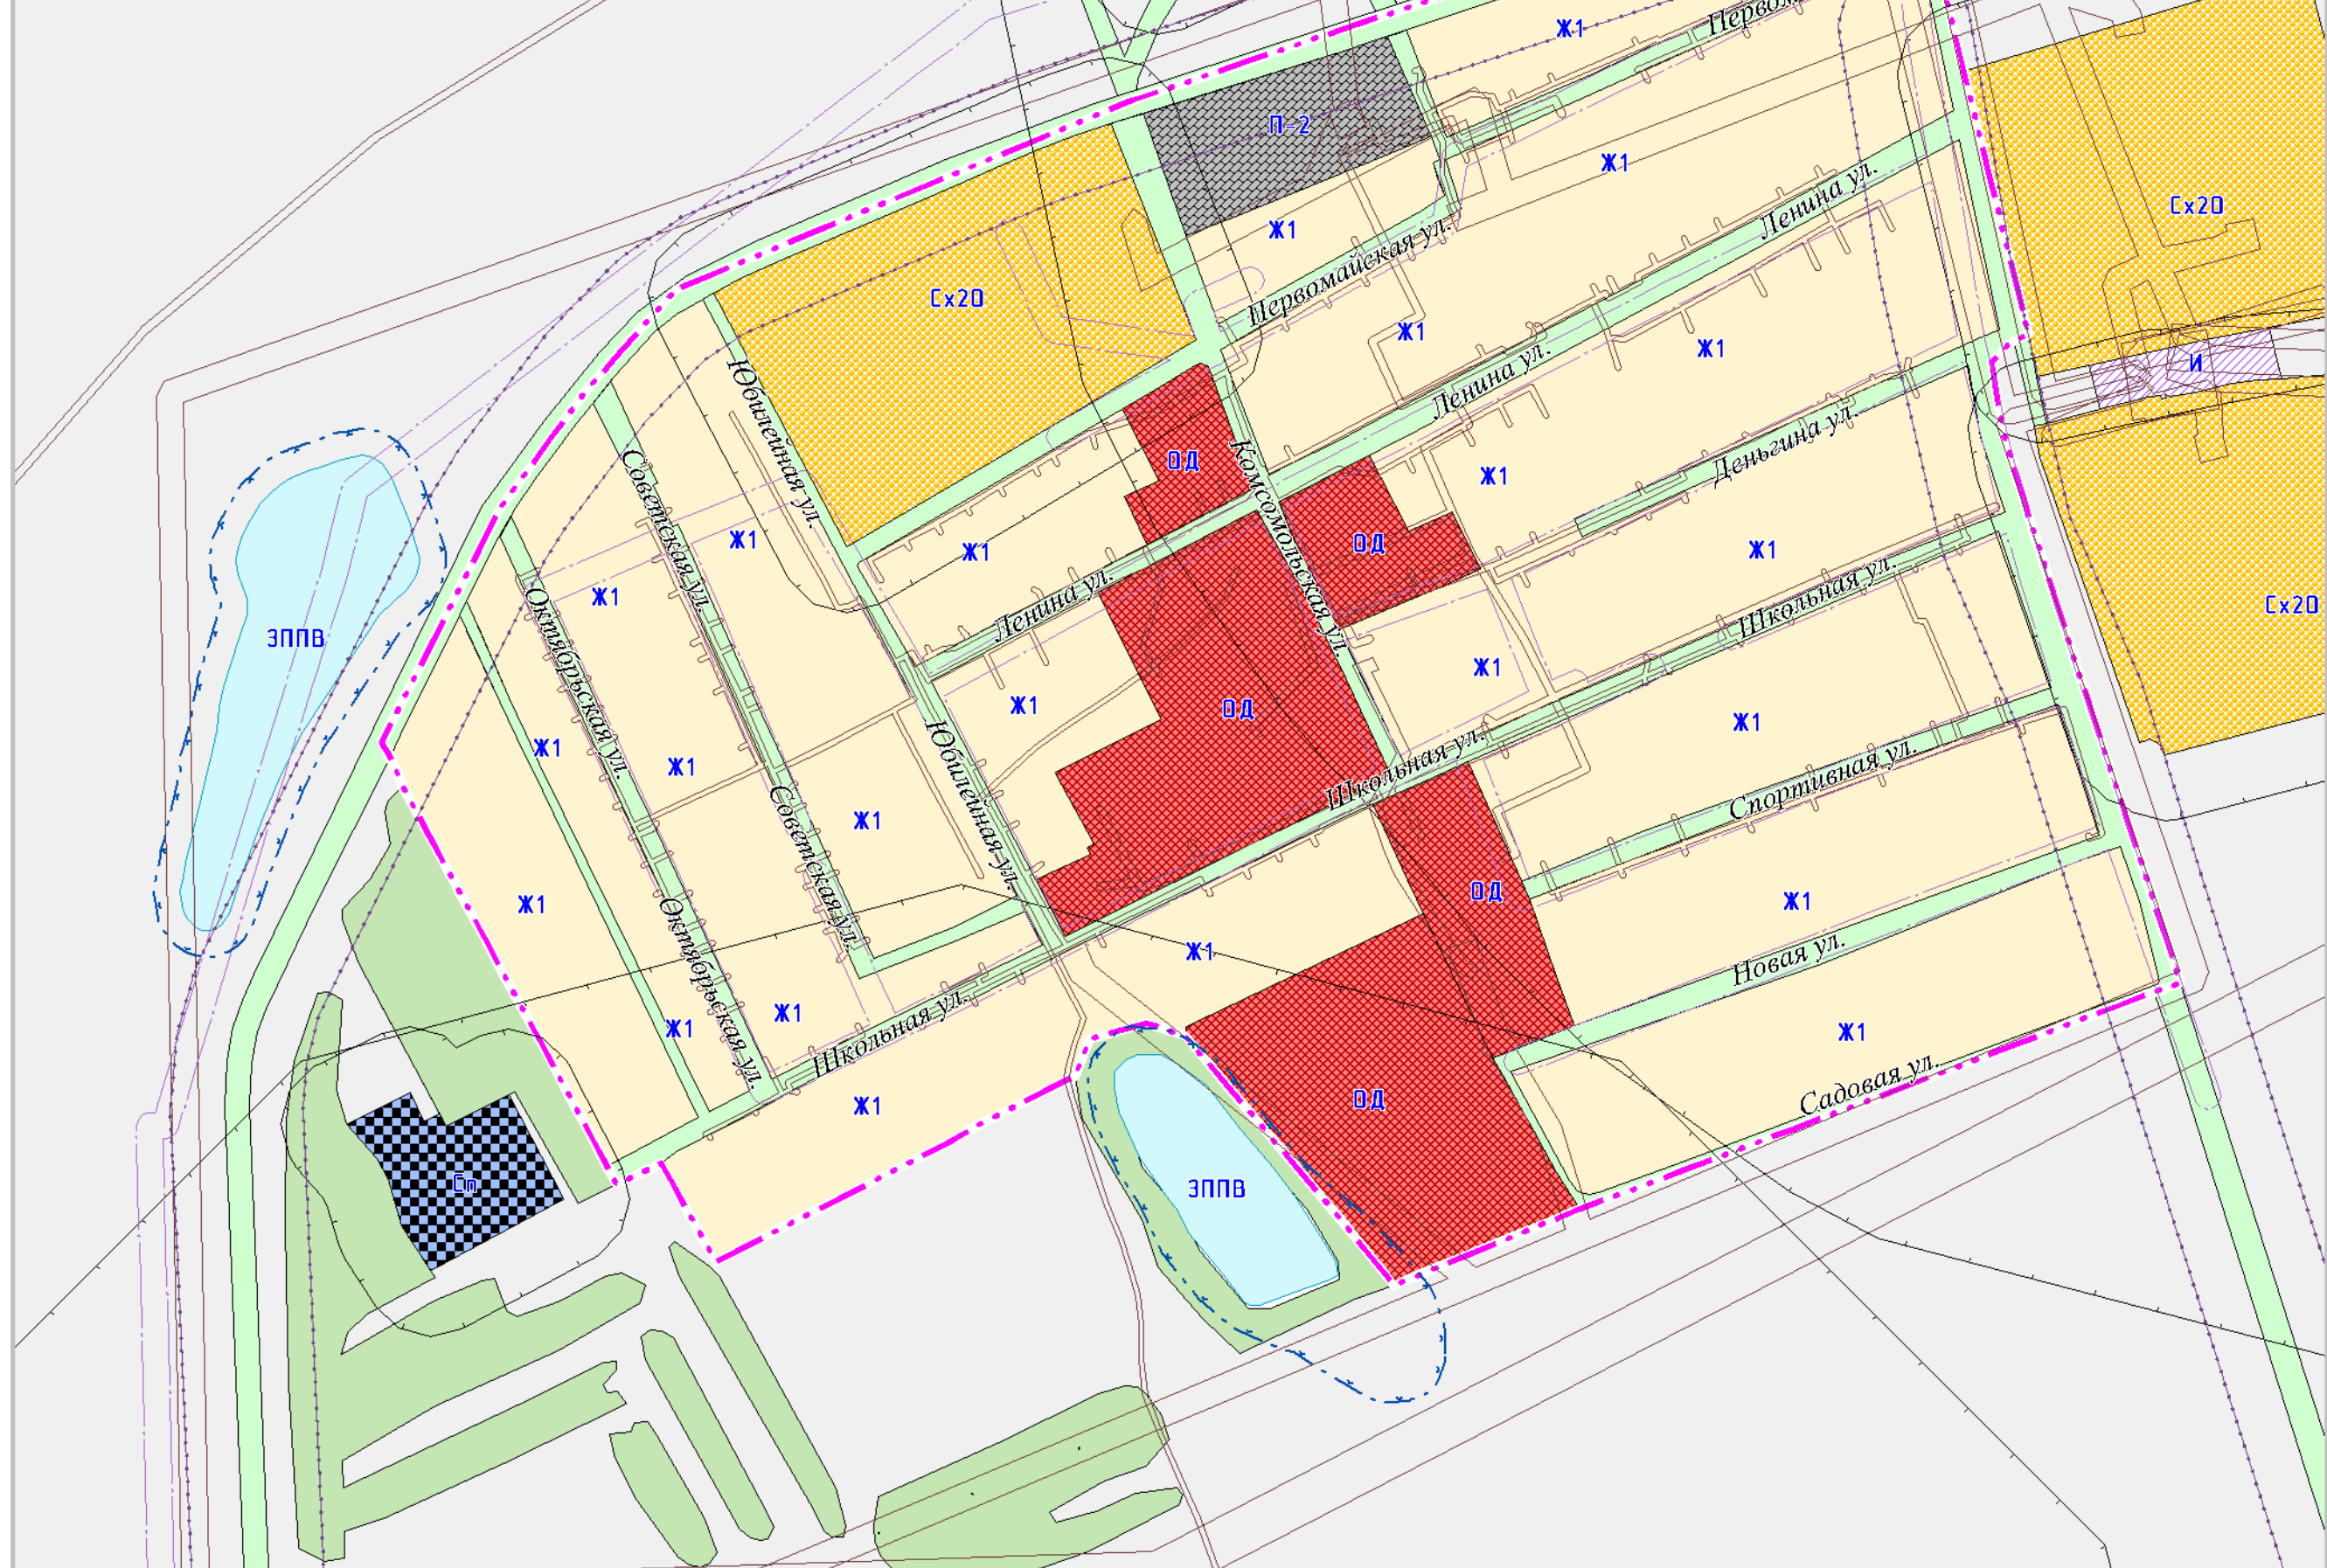 Ж1
Первом
П-2
Ж1
Ленина ул.
Сх20
Ж1
Первомайская ул.
Сх20
Ж1
Ж1
И
Ленина ул.
Юбилейная ул.
ОД
Комсомольская ул.
Ж1
Деньгина ул.
Советская ул.
Ж1
Ж1
ОД
Ж1
Ж1
Октябрьская ул.
Ленина ул.
Школьная ул.
Сх20
ЗППВ
Ж1
Ж1
ОД
Ж1
Ж1
Ж1
Юбилейная ул.
Школьная ул.
Спортивная ул.
Советская ул.
Ж1
Ж1
ОД
Ж1
Октябрьская ул.
Ж1
Новая ул.
Ж1
Ж1
Школьная ул.
Ж1
Садовая ул.
Ж1
ОД
Сп
ЗППВ